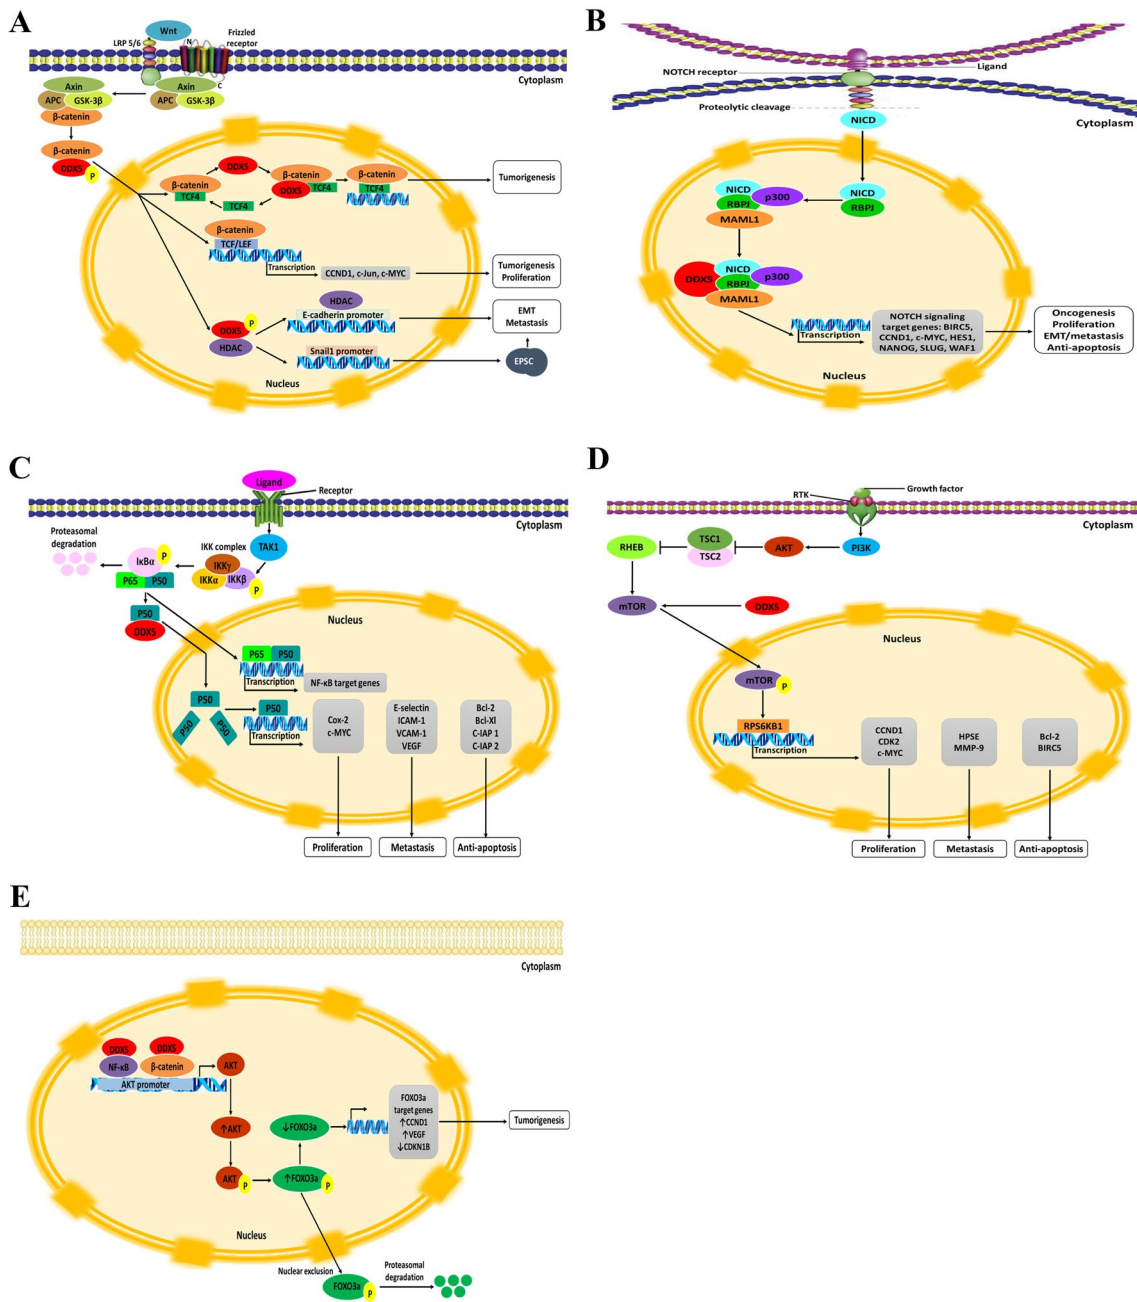 A
Wnt
LRP 5/6
N
Frizzled
receptor
Cytoplasm
C
Axin
APC
GSK-3β
Axin
APC
GSK-3β
β-catenin
β-catenin
DDX5
P
DDX5
β-catenin
TCF4
TCF4
β-catenin
DDX5
TCF4
β-catenin
TCF4
Tumorigenesis
β-catenin
TCF/LEF
Transcription
CCND1, c-Jun, c-MYC
Tumorigenesis
Proliferation
HDAC
E-cadherin promoter
EMT
Metastasis
DDX5
P
HDAC
Snail1 promoter
EPSC
Nucleus
B
NOTCH receptor
Ligand
Proteolytic cleavage
NICD
Cytoplasm
NICD
RBPJ
NICD
RBPJ
p300
MAML1
DDX5
NICD
RBPJ
p300
MAML1
Transcription
NOTCH signaling
target genes: BIRC5,
CCND1, c-MYC, HES1,
NANOG, SLUG, WAF1
Oncogenesis
Proliferation
EMT/metastasis
Anti-apoptosis
Nucleus
C
Ligand
Receptor
Cytoplasm
Proteasomal
degradation
IκBα
P
P65
P50
IKK complex
IKKγ
IKKα
IKKβ
P
TAK1
P50
DDX5
Nucleus
P65
P50
Transcription
NF-κB target genes
P50
P50
P50
P50
Transcription
Cox-2
c-MYC
E-selectin
ICAM-1
VCAM-1
VEGF
Bcl-2
Bcl-Xl
C-IAP 1
C-IAP 2
Proliferation
Metastasis
Anti-apoptosis
D
RTK
Growth factor
Cytoplasm
RHEB
TSC1
TSC2
AKT
PI3K
mTOR
DDX5
Nucleus
mTOR
P
RPS6KB1
Transcription
CCND1
CDK2
c-MYC
HPSE
MMP-9
Bcl-2
BIRC5
Proliferation
Metastasis
Anti-apoptosis
E
Cytoplasm
DDX5
DDX5
NF-κB
β-catenin
AKT promoter
AKT
↑AKT
AKT
P
↓FOXO3a
↑FOXO3a
P
FOXO3a
target genes
↑CCND1
↑VEGF
↓CDKN1B
Tumorigenesis
Nucleus
Nuclear exclusion
FOXO3a
P
Proteasomal
degradation